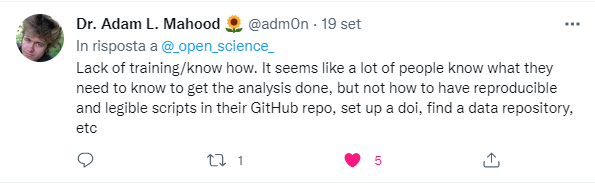 Dr. Adam L. Mahood 🌻 @adm0n · 19 set
In risposta a @_open_science_
Lack of training/know how. It seems like a lot of people know what they
need to know to get the analysis done, but not how to have reproducible
and legible scripts in their GitHub repo, set up a doi, find a data repository,
etc
1 5